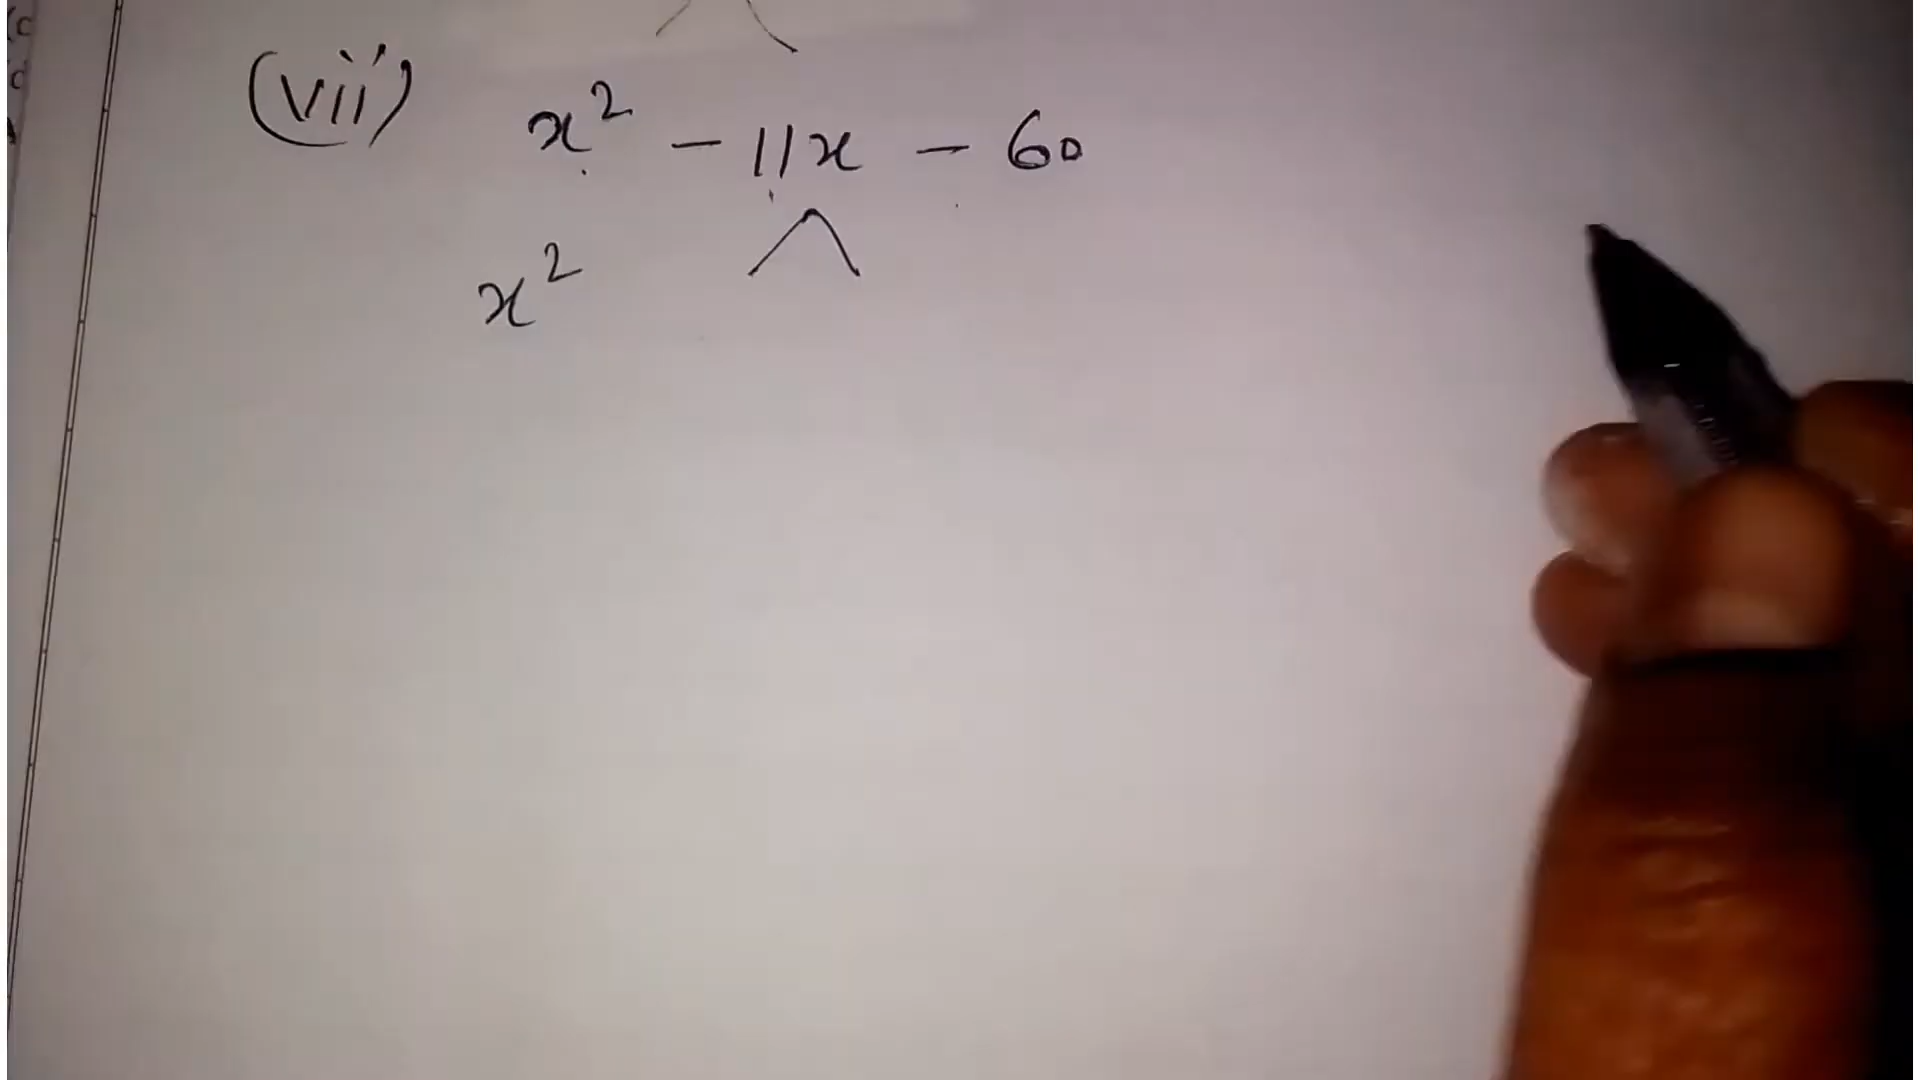 (vii) x² - 11x - 60
x²